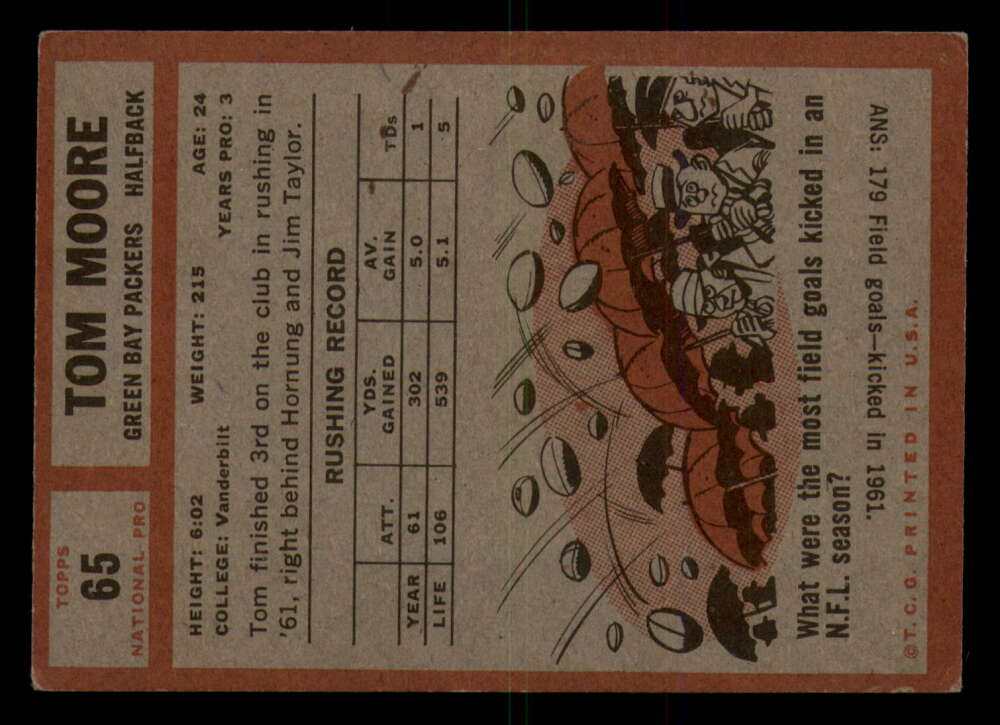 TOPPS
65
NATIONAL-PRO
TOM MOORE
GREEN BAY PACKERS HALFBACK
HEIGHT: 6:02 WEIGHT: 215 AGE: 24
COLLEGE: Vanderbilt YEARS PRO: 3
Tom finished 3rd on the club in rushing in
'61, right behind Hornung and Jim Taylor.
RUSHING RECORD
ATT. YDS. GAINED AV. GAIN TDs
YEAR 61 302 5.0 1
LIFE 106 539 5.1 5
What were the most field goals kicked in an
N.F.L. season?
ANS: 179 Field goals—kicked in 1961.
©T.C.G. PRINTED IN U.S.A.